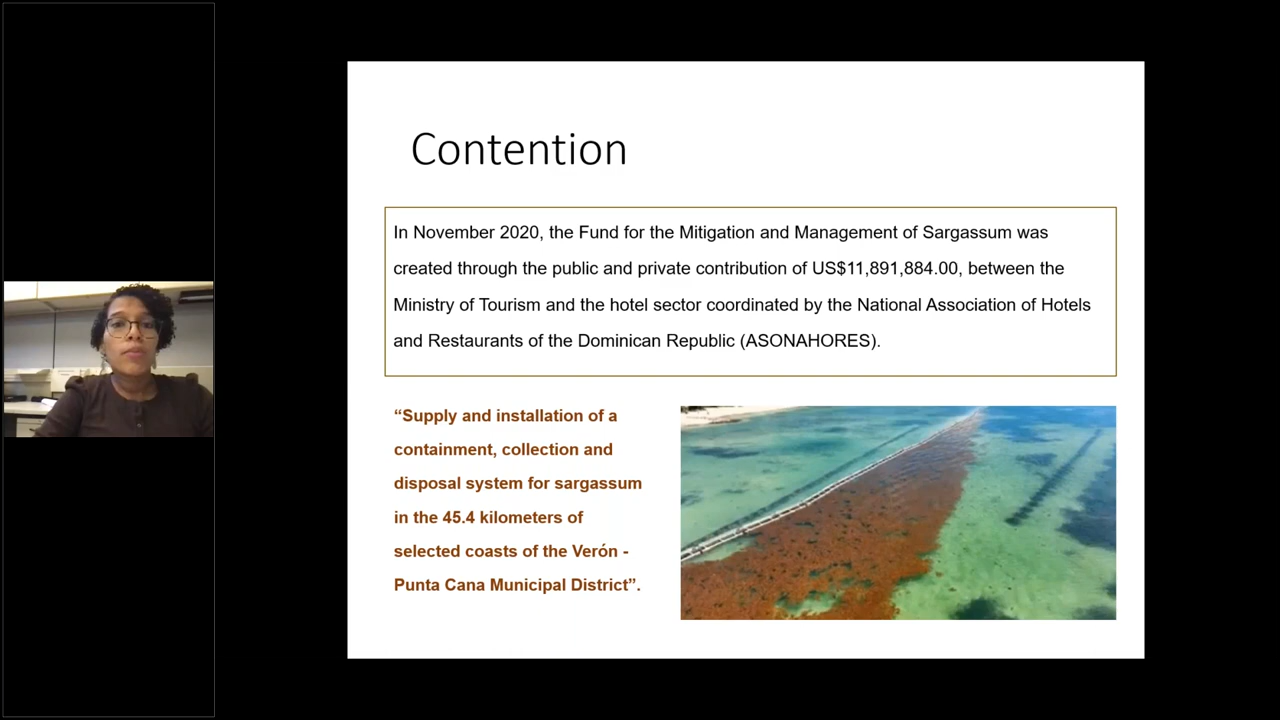 Contention
In November 2020, the Fund for the Mitigation and Management of Sargassum was
created through the public and private contribution of US$11,891,884.00, between the
Ministry of Tourism and the hotel sector coordinated by the National Association of Hotels
and Restaurants of the Dominican Republic (ASONAHORES).
“Supply and installation of a
containment, collection and
disposal system for sargassum
in the 45.4 kilometers of
selected coasts of the Verón -
Punta Cana Municipal District”.